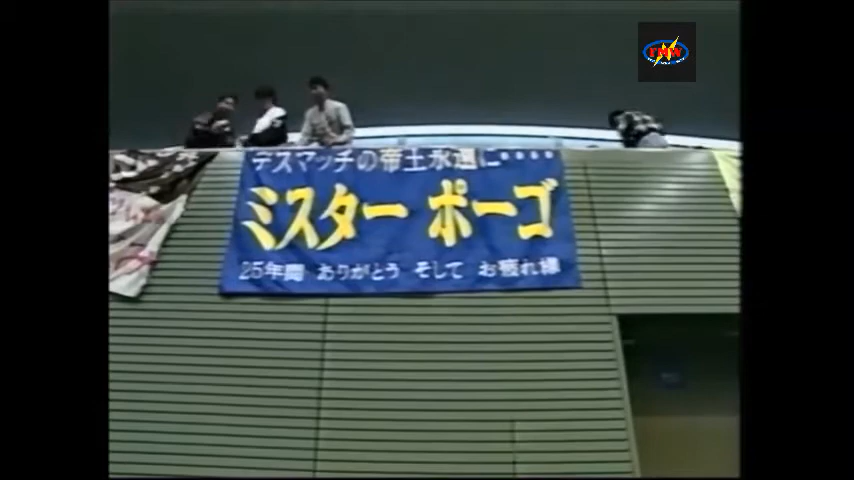 FMW
デスマッチの帝王永遠に・・・・
ミスター ポーゴ
25年間 ありがとう そして お疲れ様